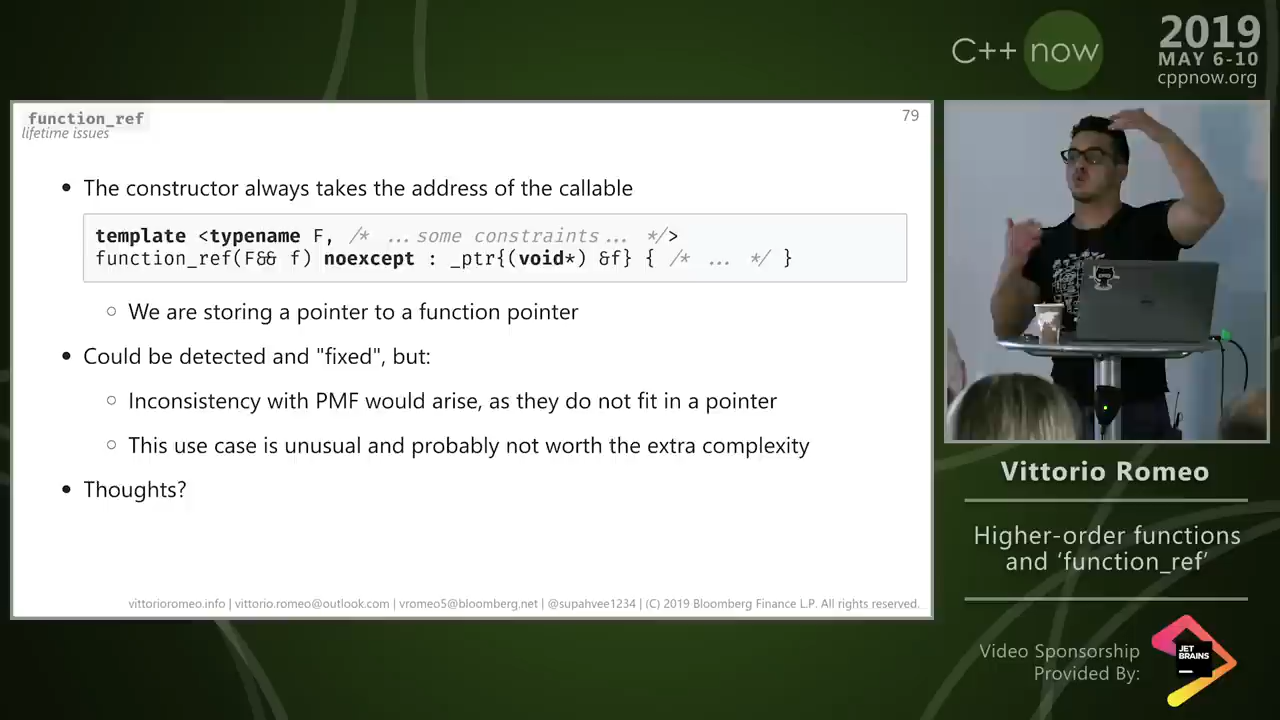 C++ now
2019
MAY 6-10
cppnow.org
function_ref
lifetime issues
79
• The constructor always takes the address of the callable
template <typename F, /* ...some constraints... */>
function_ref(F&& f) noexcept : _ptr{(void*) &f} { /* ... */ }
○ We are storing a pointer to a function pointer
• Could be detected and "fixed", but:
○ Inconsistency with PMF would arise, as they do not fit in a pointer
○ This use case is unusual and probably not worth the extra complexity
• Thoughts?
vittorioromeo.info | vittorio.romeo@outlook.com | vromeo5@bloomberg.net | @supahvee1234 | (C) 2019 Bloomberg Finance L.P. All rights reserved.
Vittorio Romeo
Higher-order functions
and ‘function_ref’
Video Sponsorship
Provided By:
JET
BRAINS